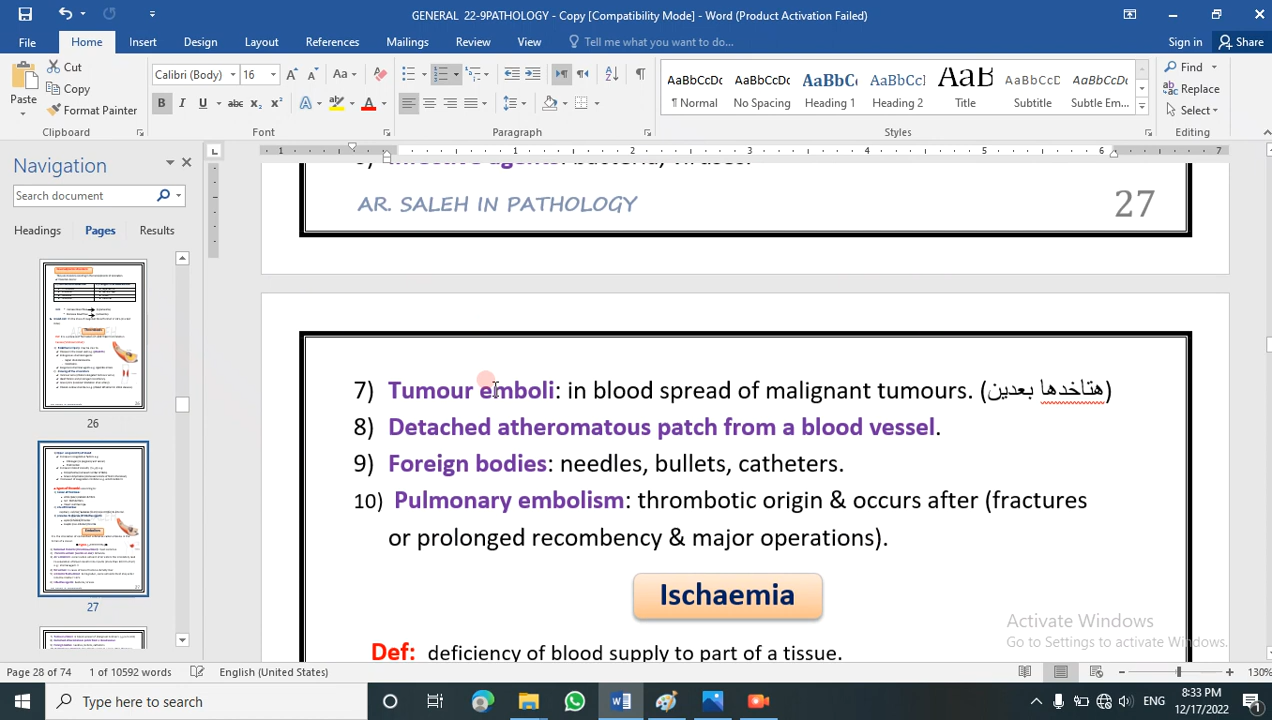 GENERAL 22-9PATHOLOGY - Copy [Compatibility Mode] - Word (Product Activation Failed)
File Home Insert Design Layout References Mailings Review View Tell me what you want to do... Sign in Share
Paste Cut Copy Format Painter
Calibri (Body) 16
AaBbCcDc AaBbCcDc AaBbC AaBbCcD AaB AaBbCcD AaBbCcDt
¶ Normal No Spacing Heading 1 Heading 2 Title Subtitle Subtle Em...
Find Replace Select
Clipboard Font Paragraph Styles Editing
Navigation
Search document
Headings Pages Results
26
27
AR. SALEH IN PATHOLOGY 27
7) Tumour emboli: in blood spread of malignant tumours. (هتاخدها بعدين)
8) Detached atheromatous patch from a blood vessel.
9) Foreign bodies: needles, bullets, catheters.
10) Pulmonary embolism: thrombotic origin & occurs after (fractures
or prolonged recombency & major operations).
Ischaemia
Def: deficiency of blood supply to part of a tissue.
Activate Windows
Go to Settings to activate Windows.
Page 28 of 74 1 of 10592 words English (United States) 130%
Type here to search
ENG
8:33 PM
12/17/2022